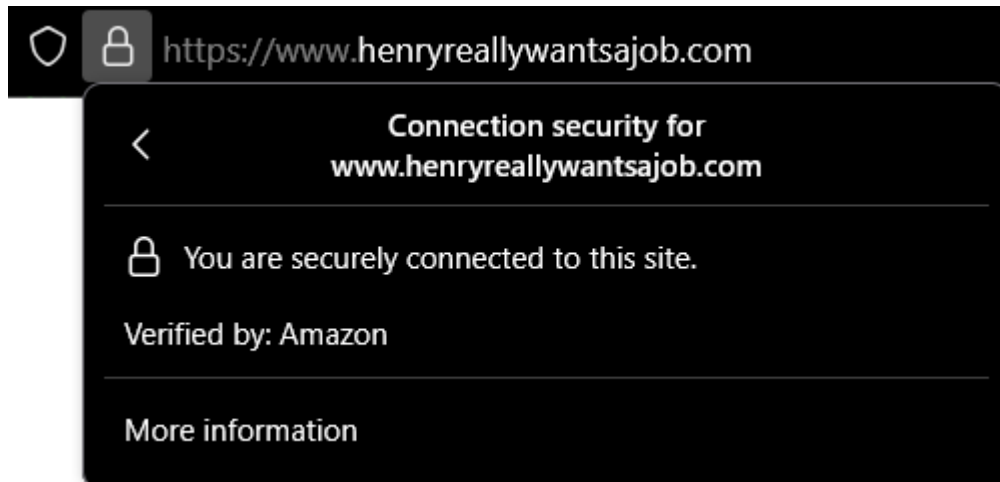 https://www.henryreallywantsajob.com
Connection security for
www.henryreallywantsajob.com
You are securely connected to this site.
Verified by: Amazon
More information